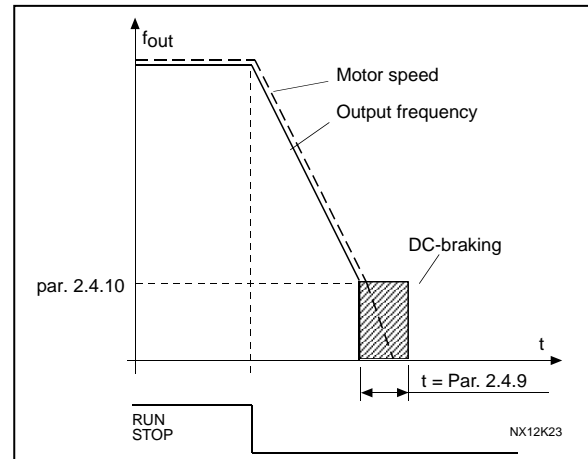 fout
Motor speed
Output frequency
DC-braking
par. 2.4.10
t
t = Par. 2.4.9
RUN
STOP
NX12K23